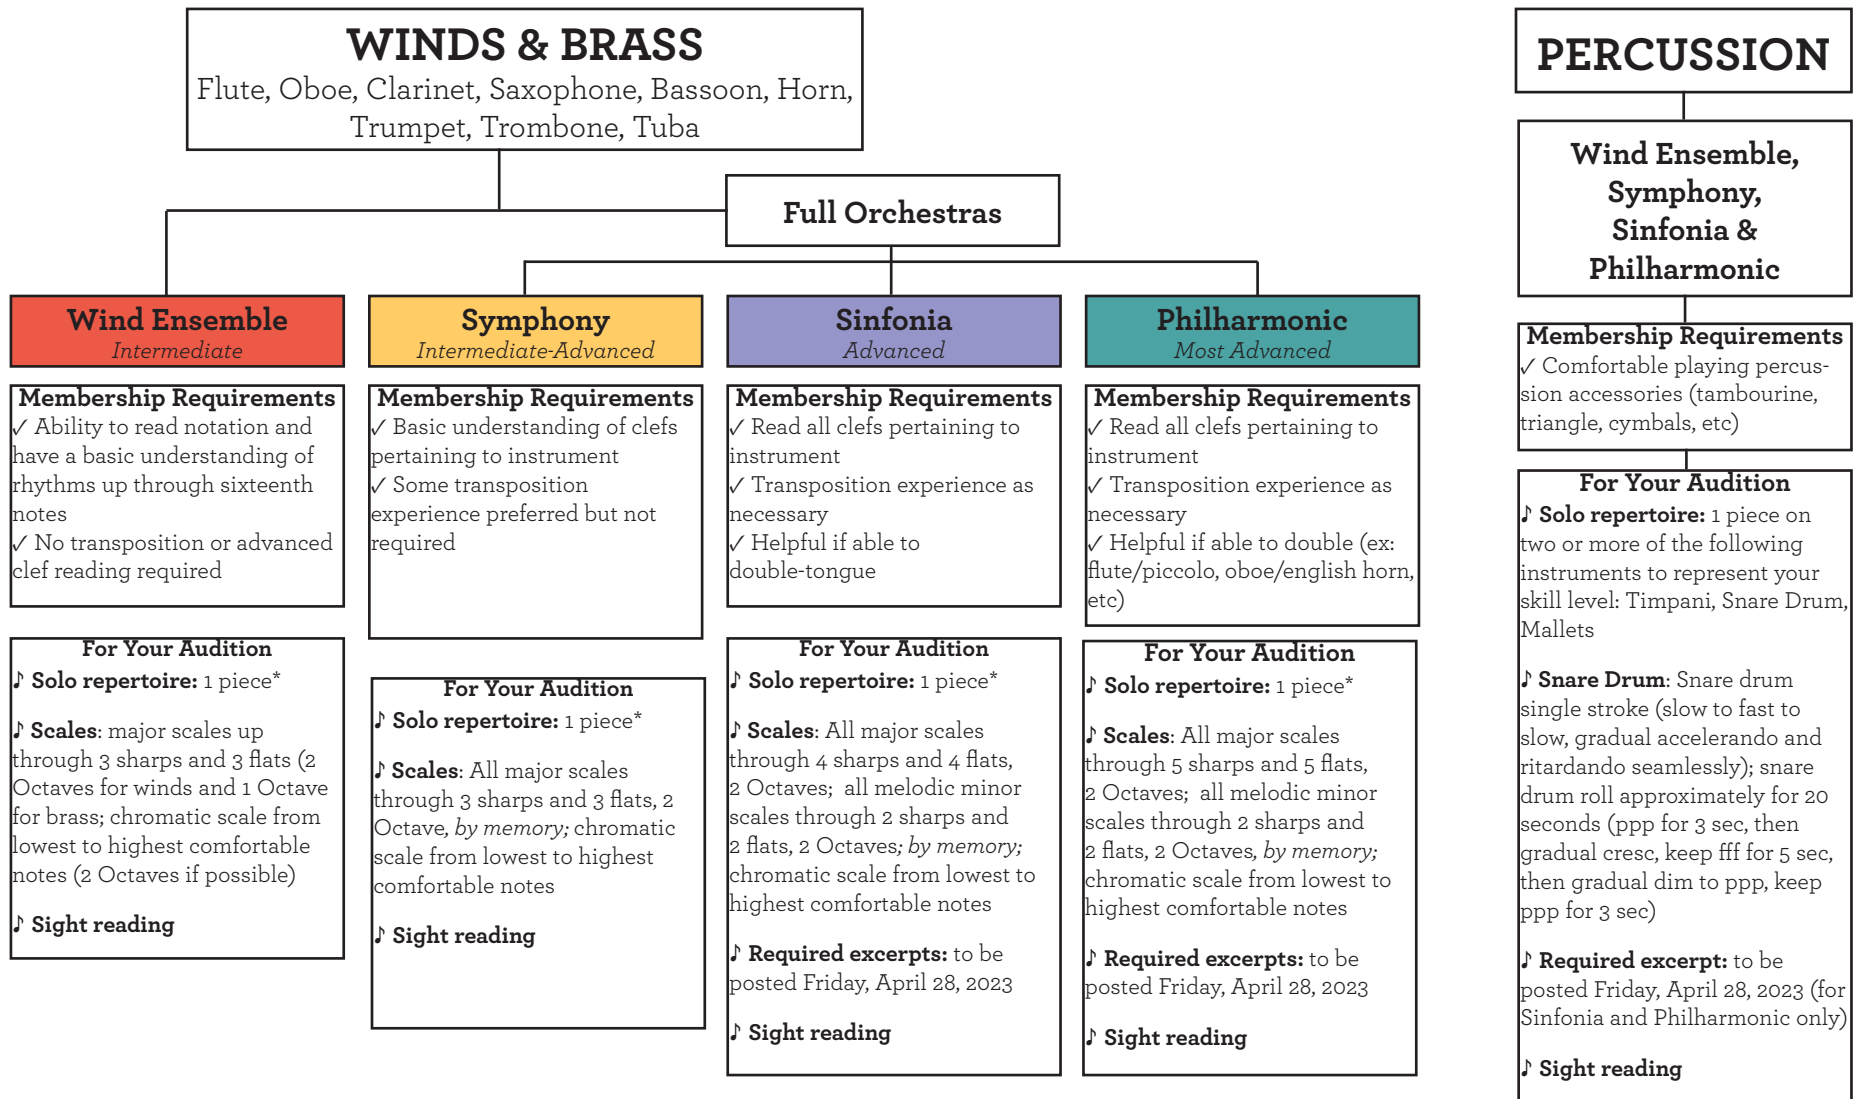 WINDS & BRASS
Flute, Oboe, Clarinet, Saxophone, Bassoon, Horn,
Trumpet, Trombone, Tuba
Full Orchestras
Wind Ensemble
Intermediate
Membership Requirements
✓ Ability to read notation and
have a basic understanding of
rhythms up through sixteenth
notes
✓ No transposition or advanced
clef reading required
For Your Audition
♪ Solo repertoire: 1 piece*
♪ Scales: major scales up
through 3 sharps and 3 flats (2
Octaves for winds and 1 Octave
for brass; chromatic scale from
lowest to highest comfortable
notes (2 Octaves if possible)
♪ Sight reading
Symphony
Intermediate-Advanced
Membership Requirements
✓ Basic understanding of clefs
pertaining to instrument
✓ Some transposition
experience preferred but not
required
For Your Audition
♪ Solo repertoire: 1 piece*
♪ Scales: All major scales
through 3 sharps and 3 flats, 2
Octave, by memory; chromatic
scale from lowest to highest
comfortable notes
♪ Sight reading
Sinfonia
Advanced
Membership Requirements
✓ Read all clefs pertaining to
instrument
✓ Transposition experience as
necessary
✓ Helpful if able to
double-tongue
For Your Audition
♪ Solo repertoire: 1 piece*
♪ Scales: All major scales
through 4 sharps and 4 flats,
2 Octaves; all melodic minor
scales through 2 sharps and
2 flats, 2 Octaves; by memory;
chromatic scale from lowest to
highest comfortable notes
♪ Required excerpts: to be
posted Friday, April 28, 2023
♪ Sight reading
Philharmonic
Most Advanced
Membership Requirements
✓ Read all clefs pertaining to
instrument
✓ Transposition experience as
necessary
✓ Helpful if able to double (ex:
flute/piccolo, oboe/english horn,
etc)
For Your Audition
♪ Solo repertoire: 1 piece*
♪ Scales: All major scales
through 5 sharps and 5 flats,
2 Octaves; all melodic minor
scales through 2 sharps and
2 flats, 2 Octaves, by memory;
chromatic scale from lowest to
highest comfortable notes
♪ Required excerpts: to be
posted Friday, April 28, 2023
♪ Sight reading
PERCUSSION
Wind Ensemble,
Symphony,
Sinfonia &
Philharmonic
Membership Requirements
✓ Comfortable playing percus-
sion accessories (tambourine,
triangle, cymbals, etc)
For Your Audition
♪ Solo repertoire: 1 piece on
two or more of the following
instruments to represent your
skill level: Timpani, Snare Drum,
Mallets
♪ Snare Drum: Snare drum
single stroke (slow to fast to
slow, gradual accelerando and
ritardando seamlessly); snare
drum roll approximately for 20
seconds (ppp for 3 sec, then
gradual cresc, keep fff for 5 sec,
then gradual dim to ppp, keep
ppp for 3 sec)
♪ Required excerpt: to be
posted Friday, April 28, 2023 (for
Sinfonia and Philharmonic only)
♪ Sight reading